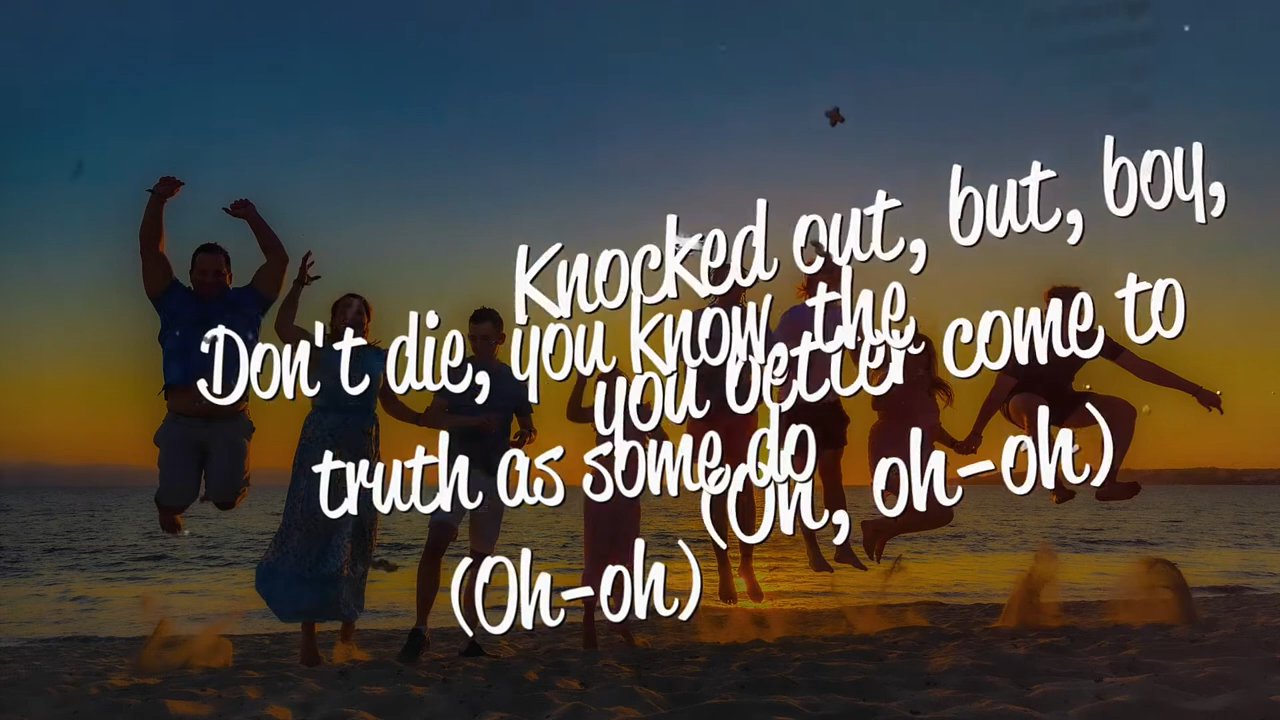 Knocked out, but, boy,
you better come to
(Oh, oh-oh)
Don't die, you know, the
truth as some do
(Oh-oh)